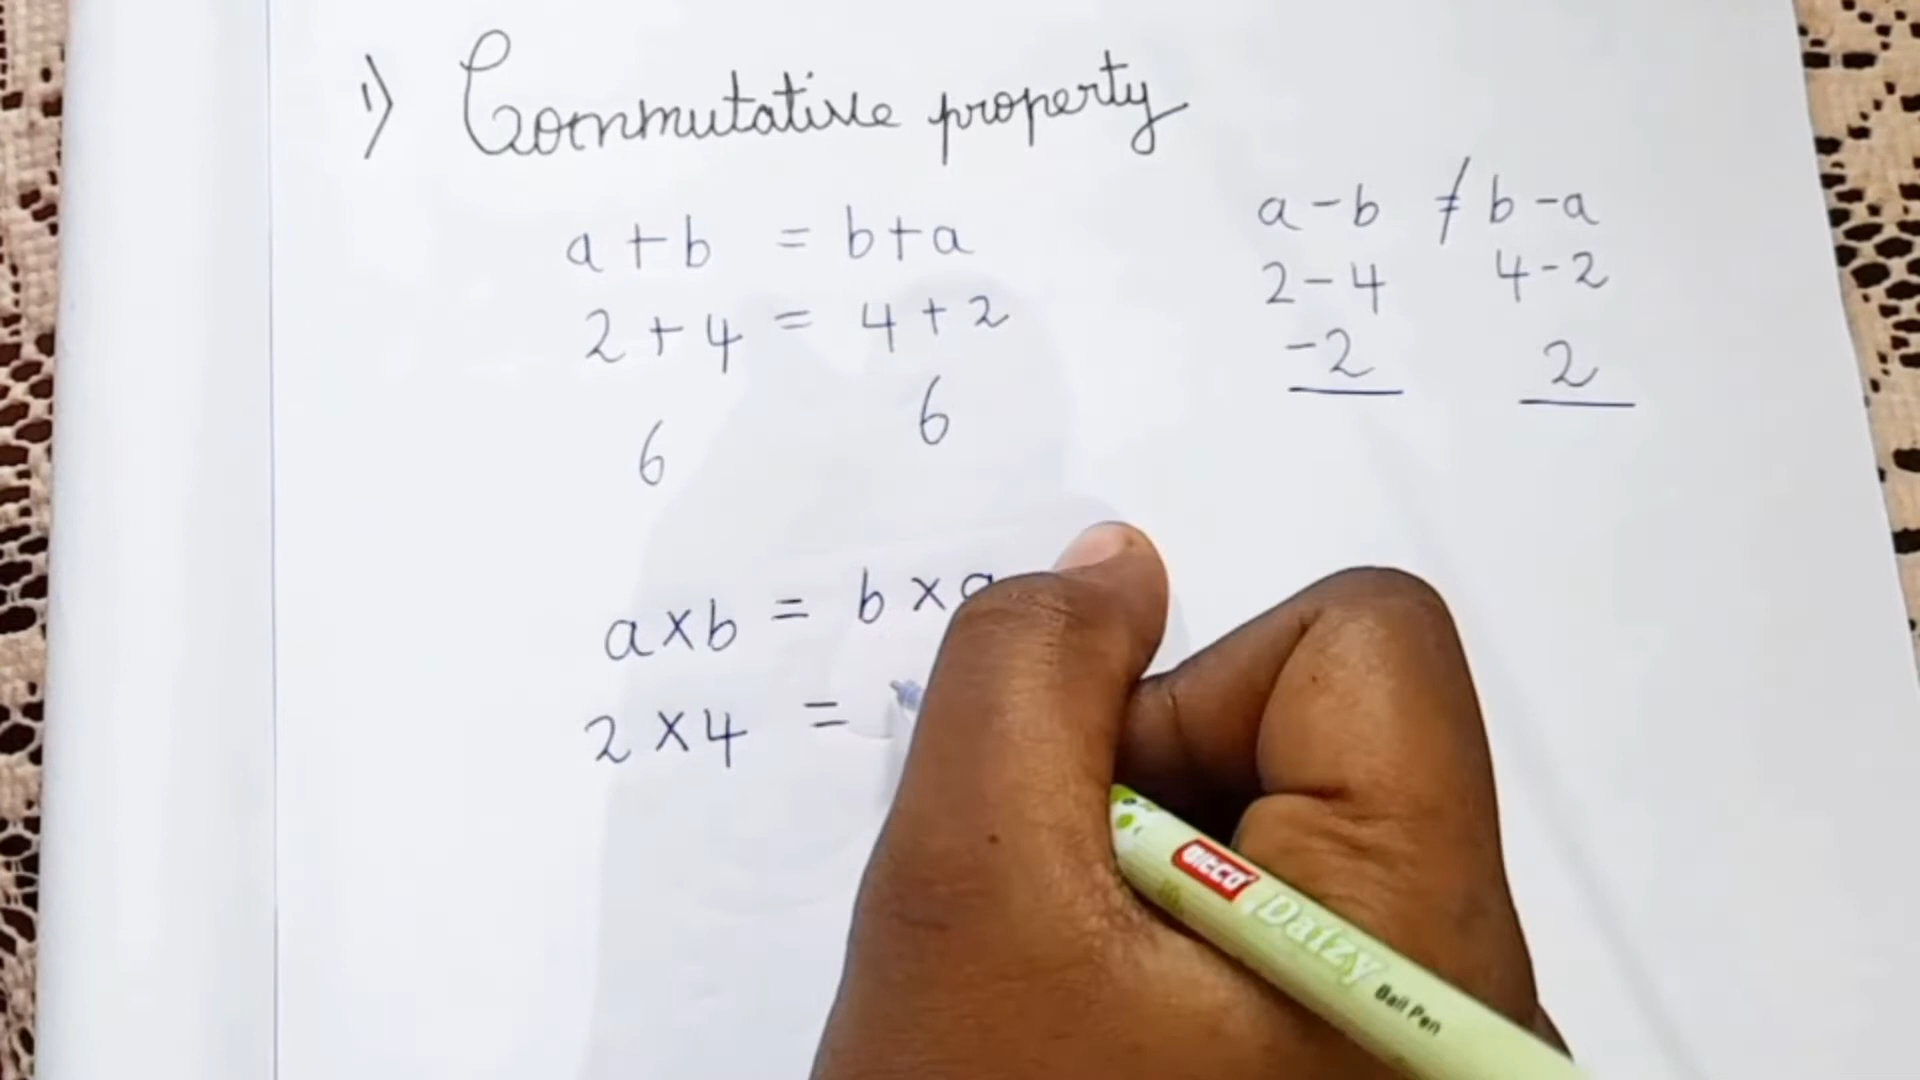 1) Commutative property
a + b = b + a
2 + 4 = 4 + 2
6 6
a - b ≠ b - a
2 - 4 4 - 2
-2 2
a x b = b x a
2 x 4 =
Daizy Ball Pen